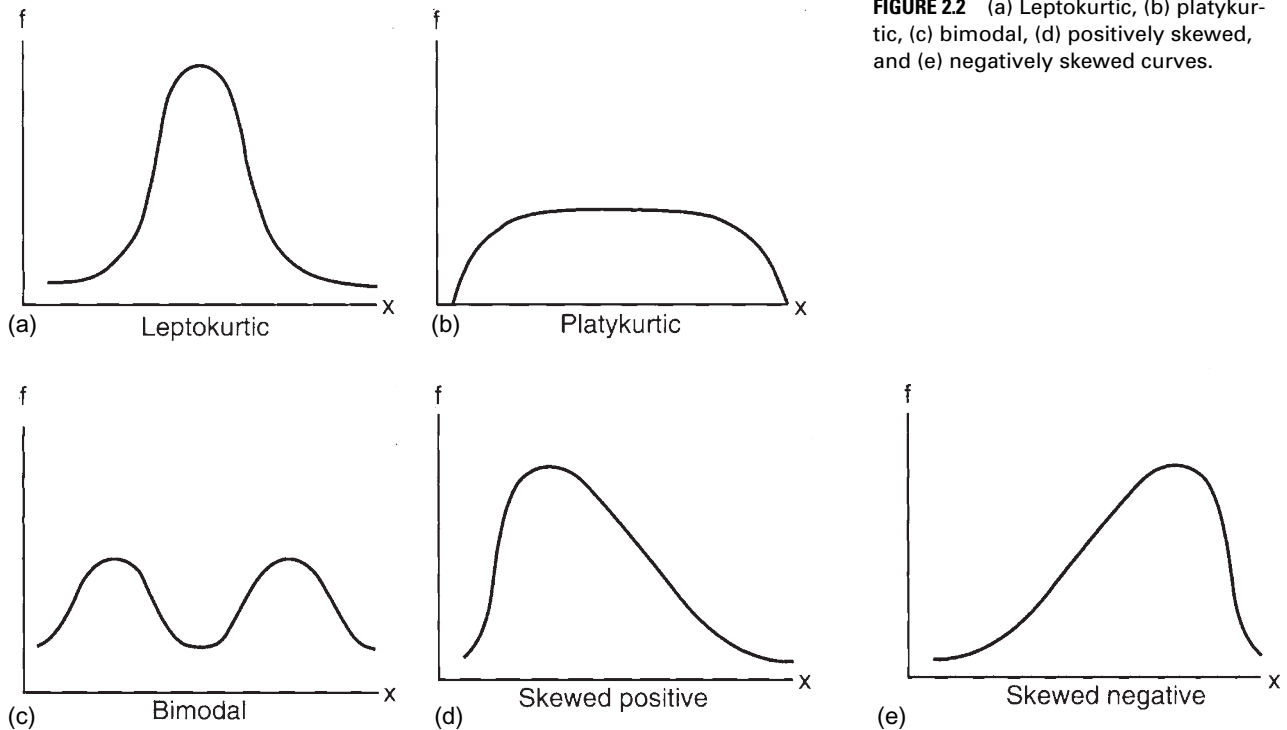 FIGURE 2.2 (a) Leptokurtic, (b) platykur-
tic, (c) bimodal, (d) positively skewed,
and (e) negatively skewed curves.
f
X
(a)
Leptokurtic
f
X
(b)
Platykurtic
f
X
(c)
Bimodal
f
X
(d)
Skewed positive
f
X
(e)
Skewed negative